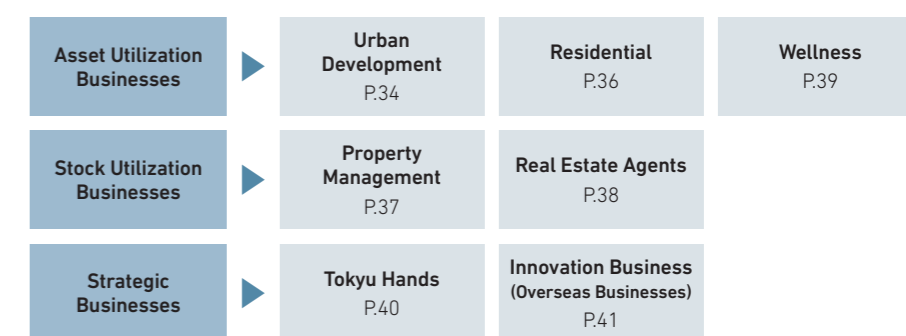 Asset Utilization
Businesses
Urban
Development
P.34
Residential
P.36
Wellness
P.39
Stock Utilization
Businesses
Property
Management
P.37
Real Estate Agents
P.38
Strategic
Businesses
Tokyu Hands
P.40
Innovation Business
(Overseas Businesses)
P.41